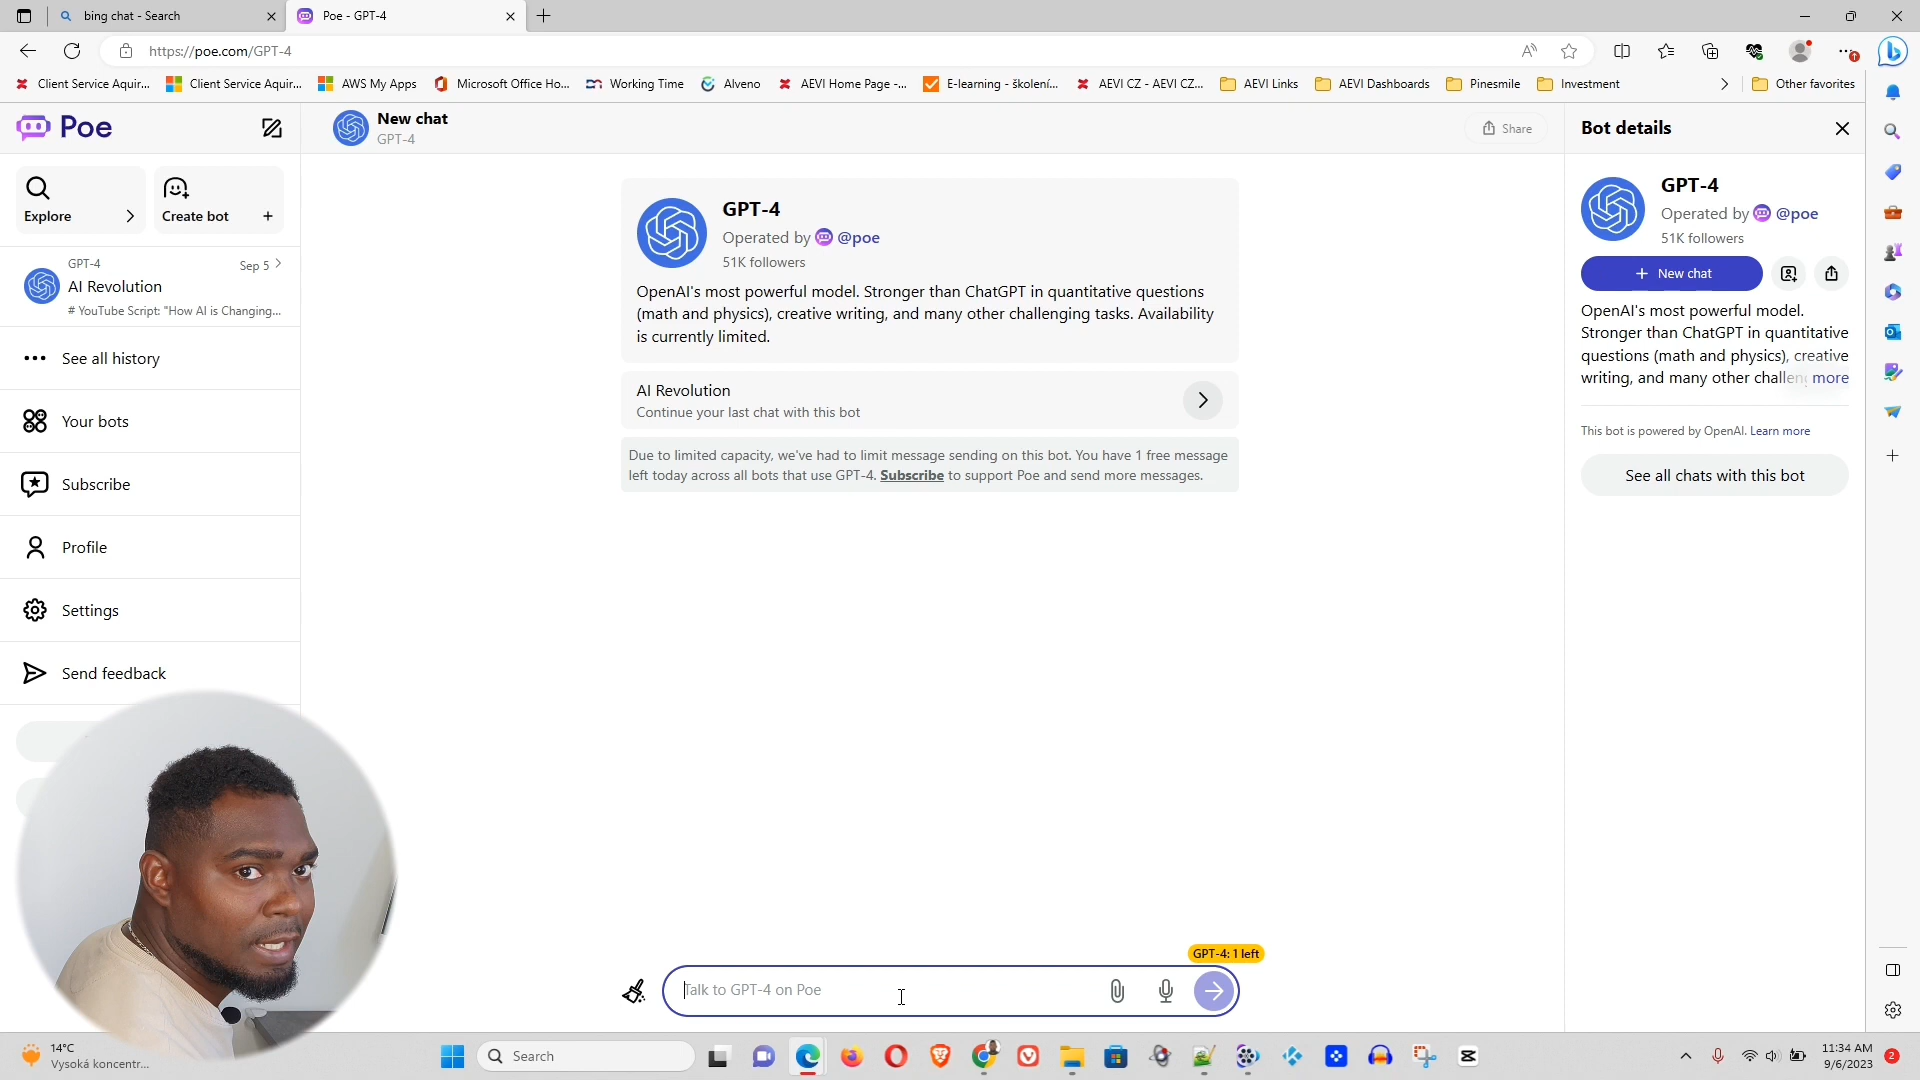 bing chat - Search
Poe - GPT-4
https://poe.com/GPT-4
Client Service Aquir...
Client Service Aquir...
AWS My Apps
Microsoft Office Ho...
Working Time
Alveno
AEVI Home Page -...
E-learning - školení...
AEVI CZ - AEVI CZ...
AEVI Links
AEVI Dashboards
Pinesmile
Investment
Other favorites
Poe
New chat
GPT-4
Share
Bot details
Explore
Create bot
GPT-4
Sep 5
AI Revolution
# YouTube Script: "How AI is Changing...
See all history
Your bots
Subscribe
Profile
Settings
Send feedback
GPT-4
Operated by @poe
51K followers
OpenAI's most powerful model. Stronger than ChatGPT in quantitative questions
(math and physics), creative writing, and many other challenging tasks. Availability
is currently limited.
AI Revolution
Continue your last chat with this bot
Due to limited capacity, we've had to limit message sending on this bot. You have 1 free message
left today across all bots that use GPT-4. Subscribe to support Poe and send more messages.
GPT-4
Operated by @poe
51K followers
New chat
OpenAI's most powerful model.
Stronger than ChatGPT in quantitative
questions (math and physics), creative
writing, and many other challen more
This bot is powered by OpenAI. Learn more
See all chats with this bot
GPT-4: 1 left
Talk to GPT-4 on Poe
14°C
Vysoká koncentr...
Search
11:34 AM
9/6/2023
2